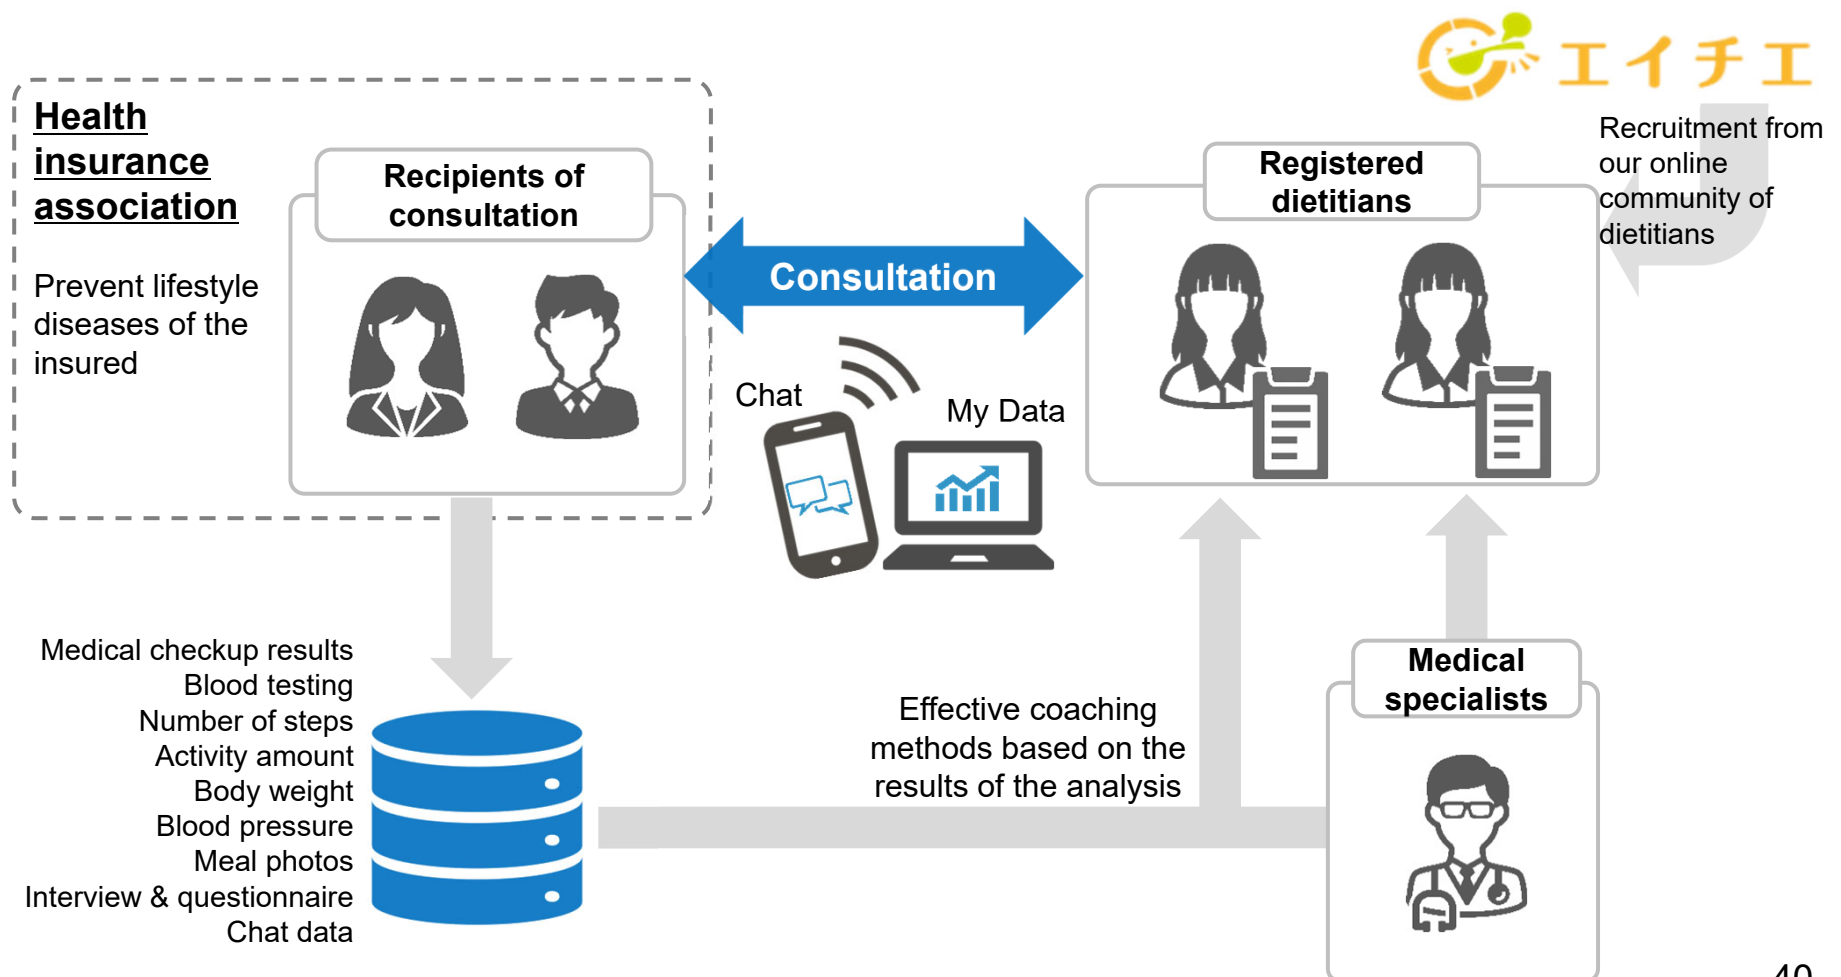 エイチエ
Health
insurance
association
Prevent lifestyle
diseases of the
insured
Recipients of
consultation
Consultation
Chat
My Data
Registered
dietitians
Recruitment from
our online
community of
dietitians
Medical checkup results
Blood testing
Number of steps
Activity amount
Body weight
Blood pressure
Meal photos
Interview & questionnaire
Chat data
Effective coaching
methods based on the
results of the analysis
Medical
specialists
40